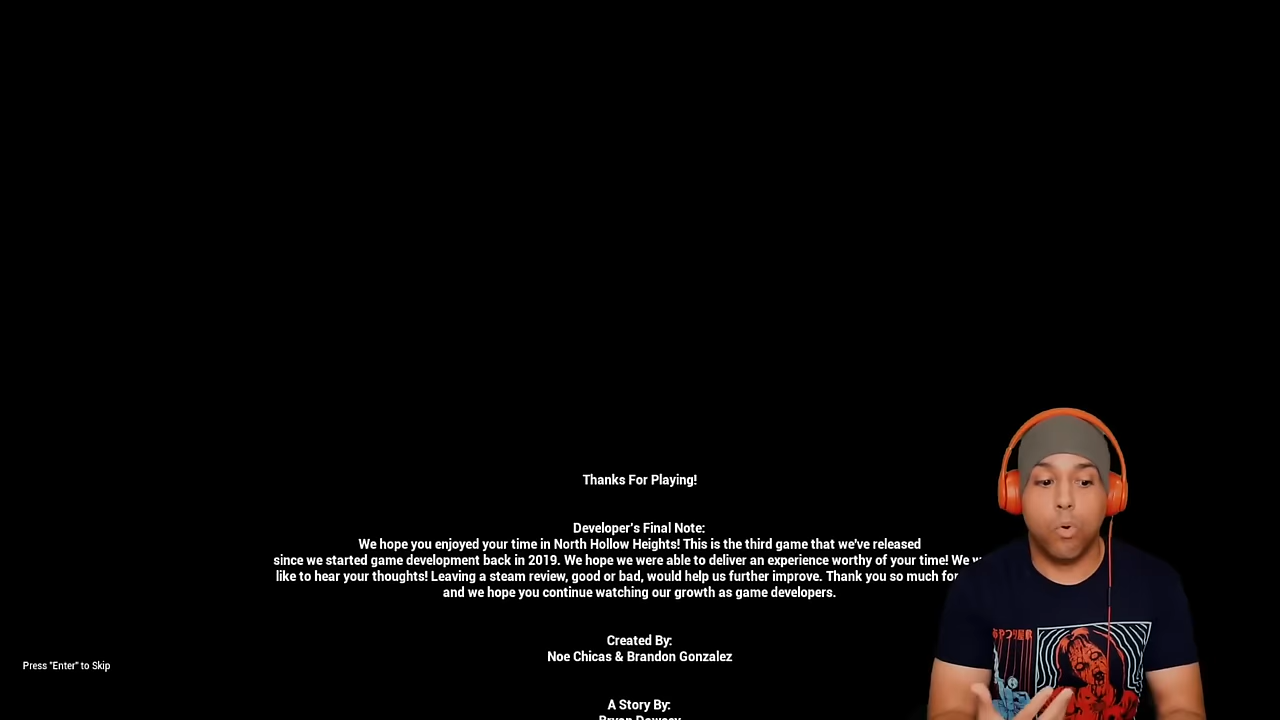 Thanks For Playing!
Developer's Final Note:
We hope you enjoyed your time in North Hollow Heights! This is the third game that we've released
since we started game development back in 2019. We hope we were able to deliver an experience worthy of your time! We
like to hear your thoughts! Leaving a steam review, good or bad, would help us further improve. Thank you so much for
and we hope you continue watching our growth as game developers.
Created By:
Noe Chicas & Brandon Gonzalez
Press "Enter" to Skip
A Story By: